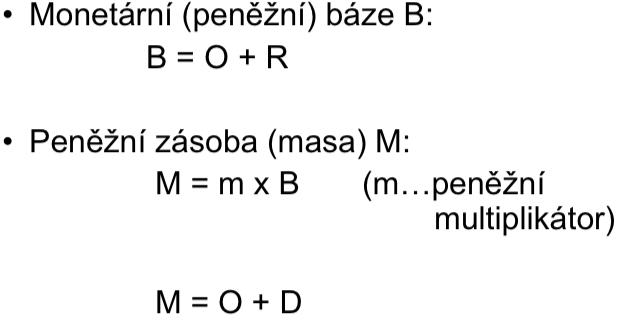 • Monetární (peněžní) báze B:
B = O + R
• Peněžní zásoba (masa) M:
M = m x B (m…peněžní
multiplikátor)
M = O + D